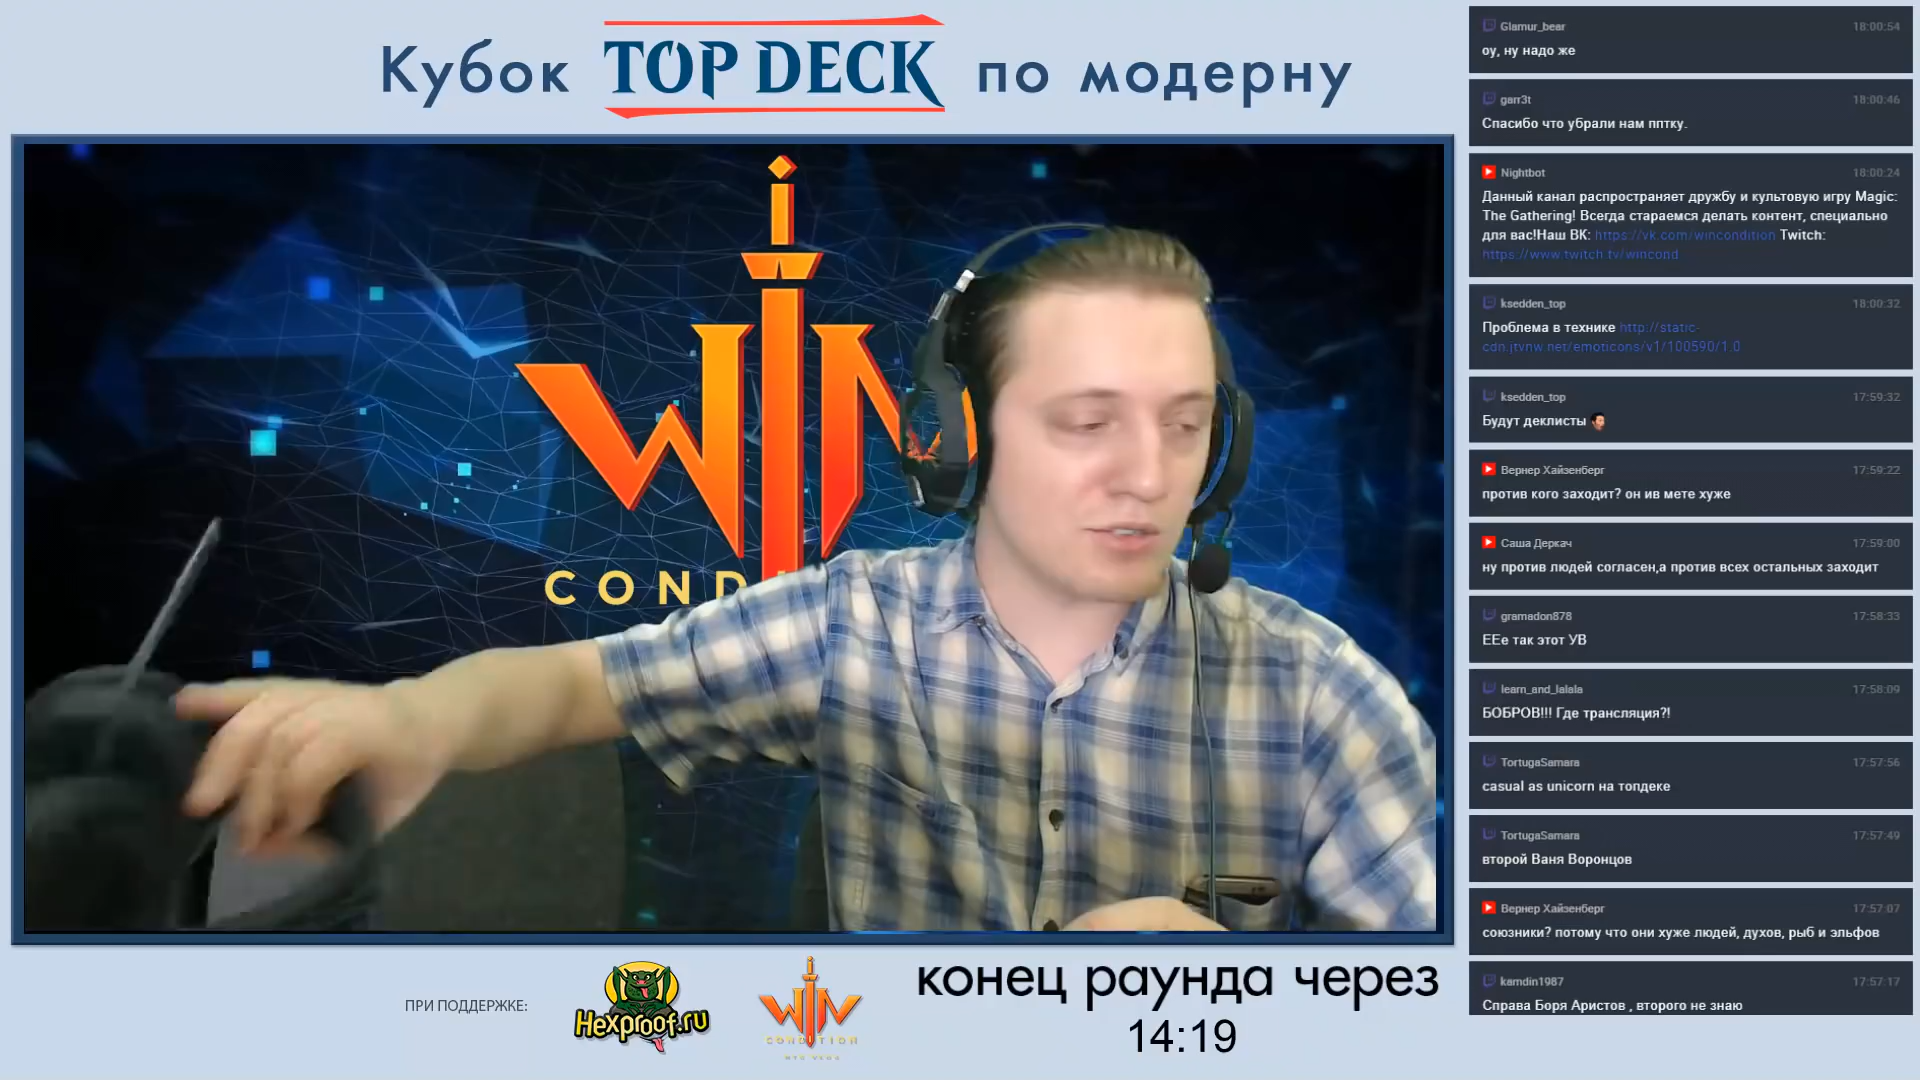 Кубок TOP DECK по модерну
WIN
COND
ПРИ ПОДДЕРЖКЕ:
Hexproof.ru
WIN
CONDITION
конец раунда через
14:19
Glamur_bear 18:00:54
оу, ну надо же
garr3t 18:00:46
Спасибо что убрали нам пптку.
Nightbot 18:00:24
Данный канал распространяет дружбу и культовую игру Magic:
The Gathering! Всегда стараемся делать контент, специально
для вас!Наш ВК: https://vk.com/wincondition Twitch:
https://www.twitch.tv/wincond
ksedden_top 18:00:32
Проблема в технике http://static-
cdn.jtvnw.net/emoticons/v1/100590/1.0
ksedden_top 17:59:32
Будут деклисты
Вернер Хайзенберг 17:59:22
против кого заходит? он ив мете хуже
Саша Деркач 17:59:00
ну против людей согласен,а против всех остальных заходит
gramadon878 17:58:33
ЕЕе так этот УВ
learn_and_lalala 17:58:09
БОБРОВ!!! Где трансляция?!
TortugaSamara 17:57:56
casual as unicorn на топдеке
TortugaSamara 17:57:49
второй Ваня Воронцов
Вернер Хайзенберг 17:57:07
союзники? потому что они хуже людей, духов, рыб и эльфов
kamdin1987 17:57:17
Справа Боря Аристов , второго не знаю